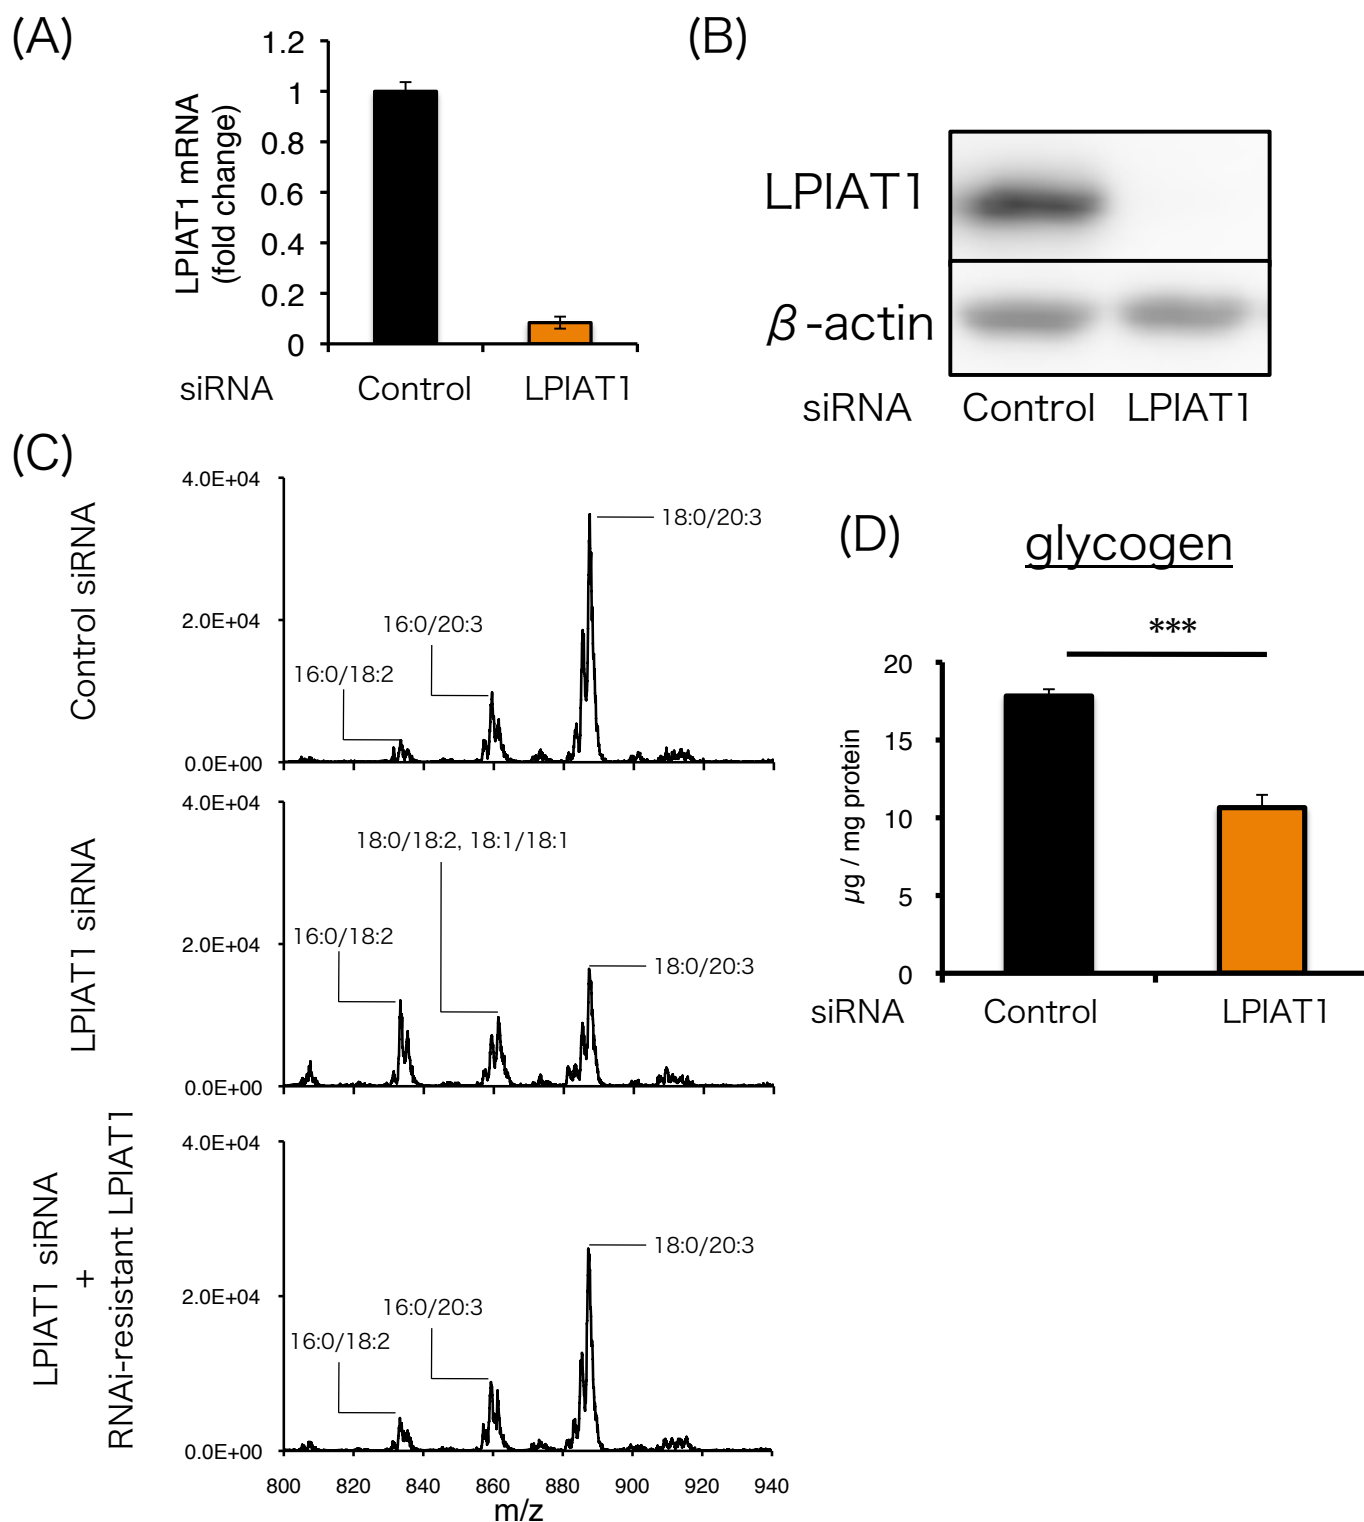 (A)
LPIAT1 mRNA
(fold change)
1.2
1
0.8
0.6
0.4
0.2
0
siRNA Control LPIAT1
(B)
LPIAT1
β-actin
siRNA Control LPIAT1
(C)
Control siRNA
4.0E+04
2.0E+04
0.0E+00
18:0/20:3
16:0/20:3
16:0/18:2
LPIAT1 siRNA
4.0E+04
2.0E+04
0.0E+00
18:0/18:2, 18:1/18:1
16:0/18:2
18:0/20:3
LPIAT1 siRNA
+
RNAi-resistant LPIAT1
4.0E+04
2.0E+04
0.0E+00
18:0/20:3
16:0/20:3
16:0/18:2
800 820 840 860 880 900 920 940
m/z
(D)
glycogen
***
µg / mg protein
20
15
10
5
0
siRNA Control LPIAT1